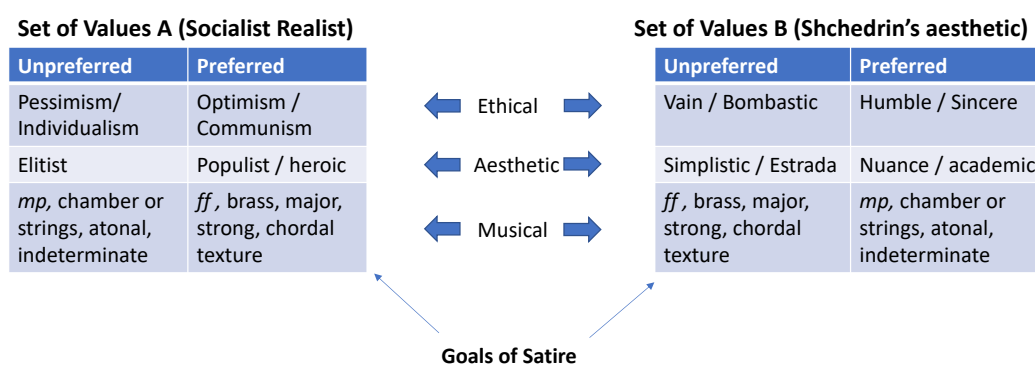 Set of Values A (Socialist Realist)
Unpreferred Preferred
Pessimism/
Individualism
Optimism /
Communism
Elitist
Populist / heroic
mp, chamber or
strings, atonal,
indeterminate
ff , brass, major,
strong, chordal
texture
Ethical
Aesthetic
Musical
Set of Values B (Shchedrin’s aesthetic)
Unpreferred Preferred
Vain / Bombastic
Humble / Sincere
Simplistic / Estrada
Nuance / academic
ff , brass, major,
strong, chordal
texture
mp, chamber or
strings, atonal,
indeterminate
Goals of Satire